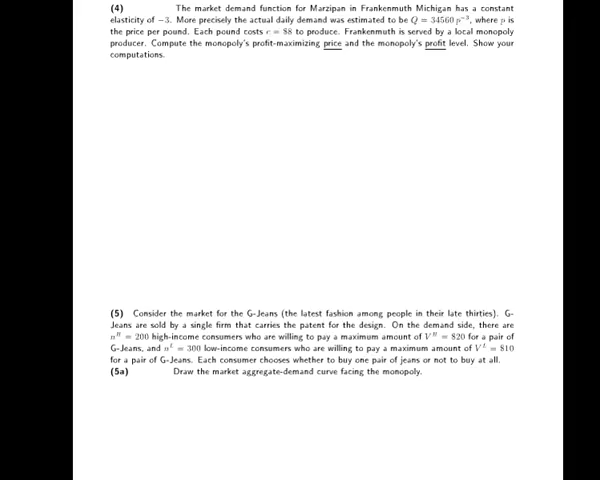 (4) The market demand function for Marzipan in Frankenmuth Michigan has a constant
elasticity of −3. More precisely the actual daily demand was estimated to be Q = 34560 p⁻³, where p is
the price per pound. Each pound costs c = $8 to produce. Frankenmuth is served by a local monopoly
producer. Compute the monopoly's profit-maximizing price and the monopoly's profit level. Show your
computations.
(5) Consider the market for the G-Jeans (the latest fashion among people in their late thirties). G-
Jeans are sold by a single firm that carries the patent for the design. On the demand side, there are
nᴴ = 200 high-income consumers who are willing to pay a maximum amount of Vᴴ = $20 for a pair of
G-Jeans, and nᴸ = 300 low-income consumers who are willing to pay a maximum amount of Vᴸ = $10
for a pair of G-Jeans. Each consumer chooses whether to buy one pair of jeans or not to buy at all.
(5a) Draw the market aggregate-demand curve facing the monopoly.